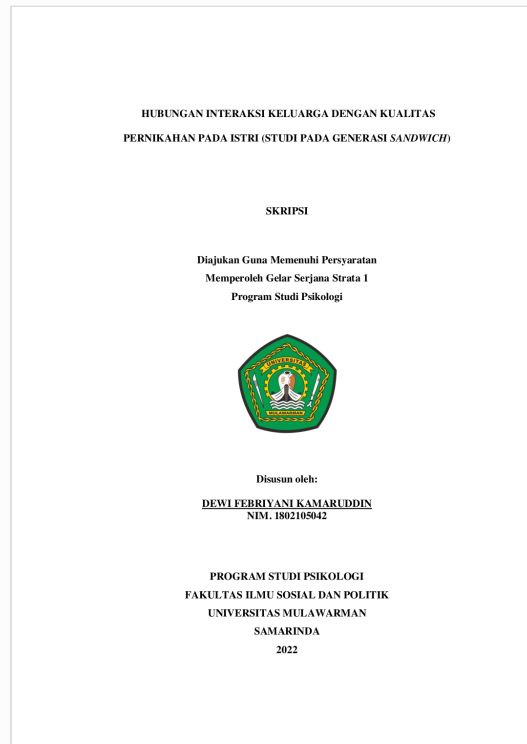 HUBUNGAN INTERAKSI KELUARGA DENGAN KUALITAS
PERNIKAHAN PADA ISTRI (STUDI PADA GENERASI SANDWICH)
SKRIPSI
Diajukan Guna Memenuhi Persyaratan
Memperoleh Gelar Serjana Strata 1
Program Studi Psikologi
UNIVERSITAS
MULAWARMAN
Disusun oleh:
DEWI FEBRIYANI KAMARUDDIN
NIM. 1802105042
PROGRAM STUDI PSIKOLOGI
FAKULTAS ILMU SOSIAL DAN POLITIK
UNIVERSITAS MULAWARMAN
SAMARINDA
2022